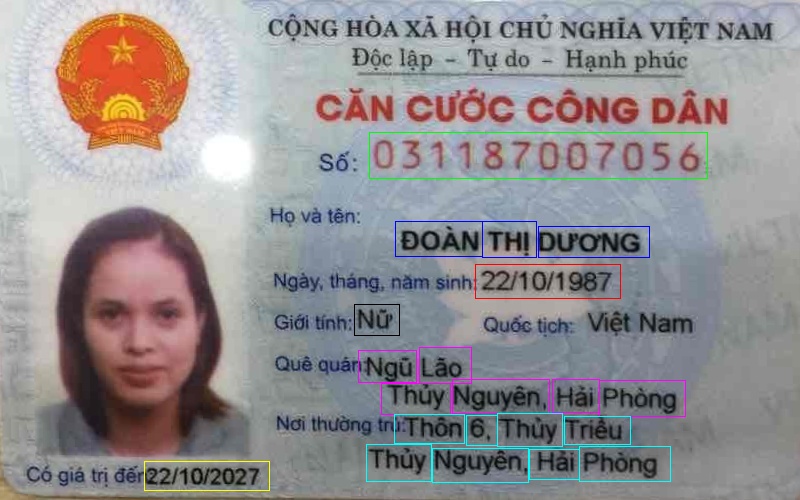 CỘNG HÒA XÃ HỘI CHỦ NGHĨA VIỆT NAM
Độc lập - Tự do - Hạnh phúc
CĂN CƯỚC CÔNG DÂN
Số: 031187007056
Họ và tên:
ĐOÀN THỊ DƯƠNG
Ngày, tháng, năm sinh: 22/10/1987
Giới tính: Nữ Quốc tịch: Việt Nam
Quê quán: Ngũ Lão
Thủy Nguyên, Hải Phòng
Nơi thường trú: Thôn 6, Thủy Triều
Thủy Nguyên, Hải Phòng
Có giá trị đến 22/10/2027
VIỆT NAM